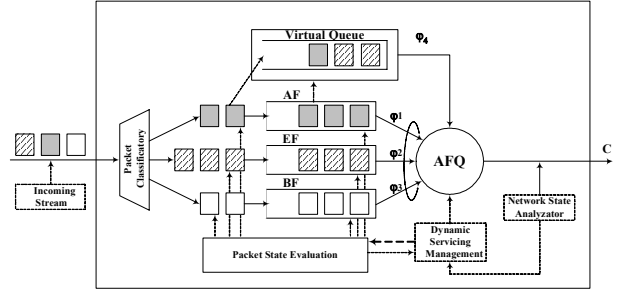 Virtual Queue
φ4
AF
φ1
Packet
Classificatory
EF
φ2
AFQ
C
Incoming
Stream
BF
φ3
Network State
Analyzator
Dynamic
Servicing
Management
Packet State Evaluation